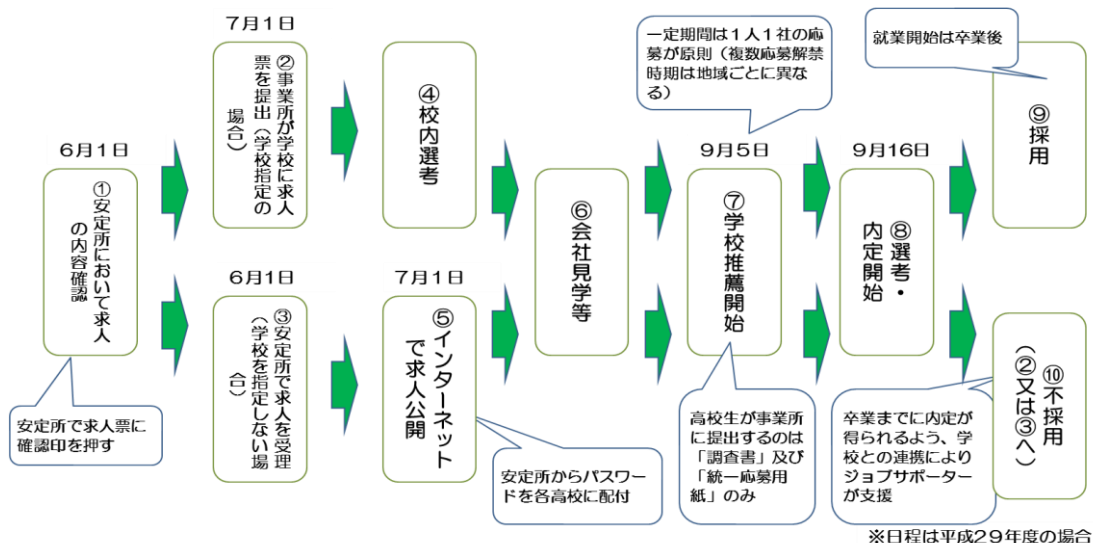 6月1日
①安定所において求人
の内容確認
安定所で求人票に
確認印を押す
7月1日
②事業所が学校に求人
票を提出（学校指定の
場合）
6月1日
③安定所で求人を受理
（学校を指定しない場
合）
④校内選考
7月1日
⑤インターネット
で求人公開
安定所からパスワー
ドを各高校に配付
⑥会社見学等
一定期間は１人１社の応
募が原則（複数応募解禁
時期は地域ごとに異な
る）
9月5日
⑦学校推薦開始
高校生が事業所
に提出するのは
「調査書」及び
「統一応募用
紙」のみ
9月16日
⑧選考・
内定開始
就業開始は卒業後
⑨採用
⑩不採用
（②又は③へ）
卒業までに内定が
得られるよう、学
校との連携により
ジョブサポーター
が支援
※日程は平成２９年度の場合